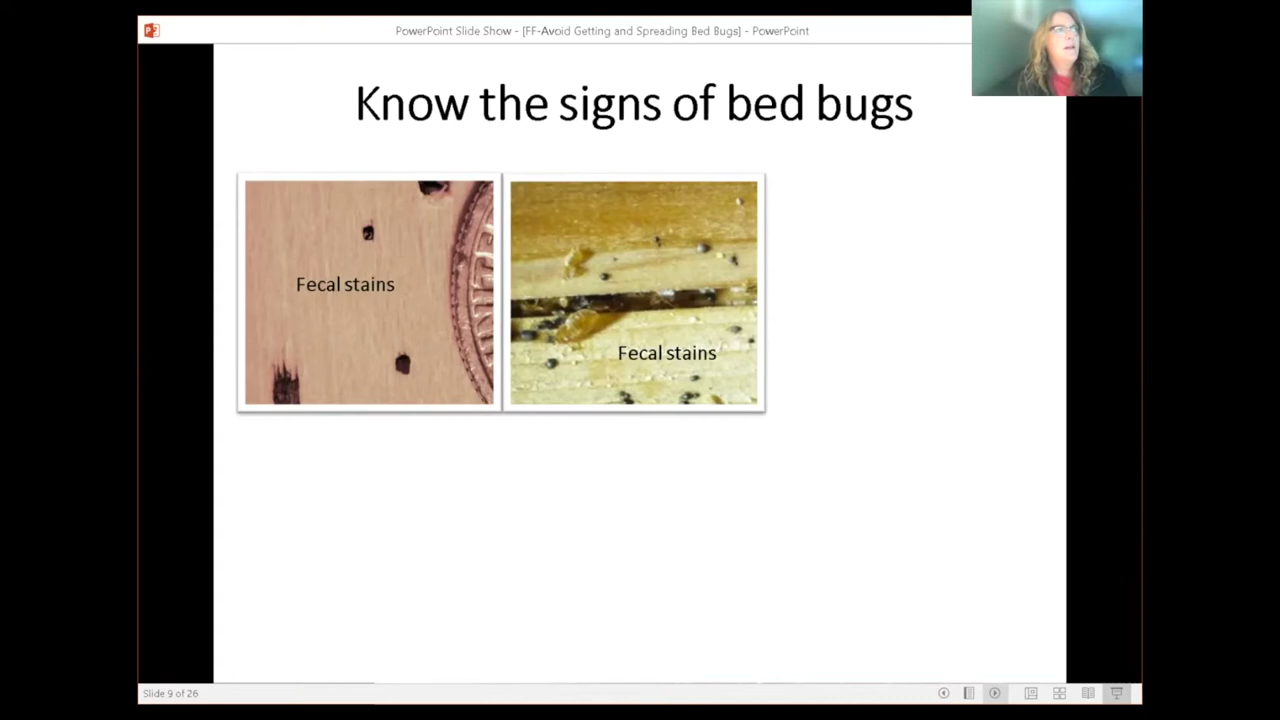 PowerPoint Slide Show - [FF-Avoid Getting and Spreading Bed Bugs] - PowerPoint
Know the signs of bed bugs
Fecal stains
Fecal stains
Slide 9 of 26